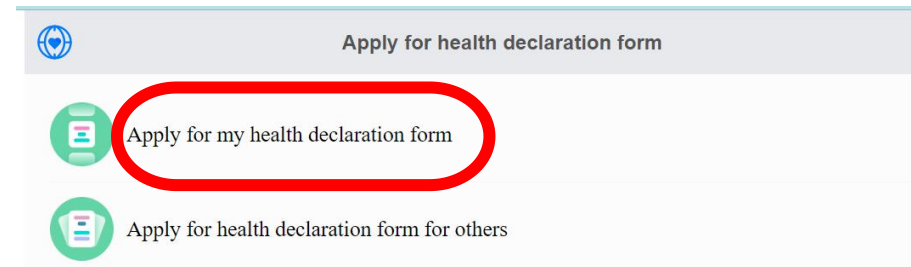 Apply for health declaration form
Apply for my health declaration form
Apply for health declaration form for others